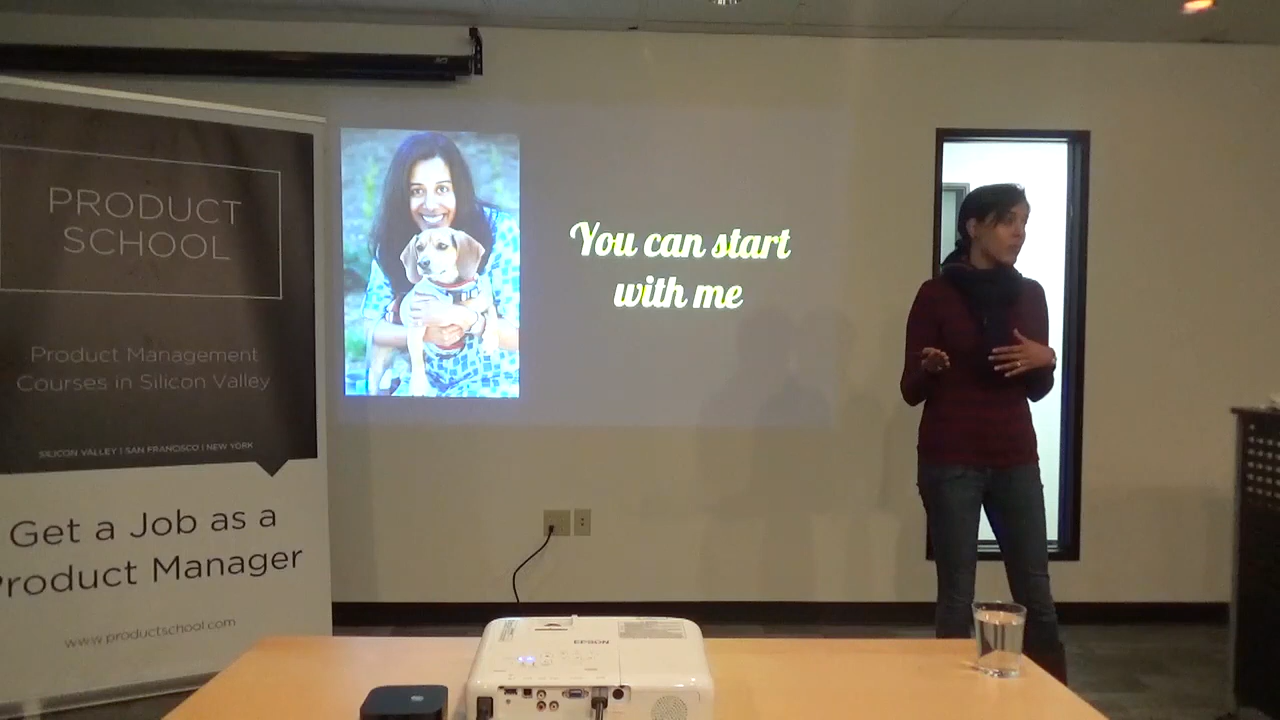 PRODUCT
SCHOOL
Product Management
Courses in Silicon Valley
SILICON VALLEY | SAN FRANCISCO | NEW YORK
Get a Job as a
Product Manager
www.productschool.com
You can start
with me
EPSON